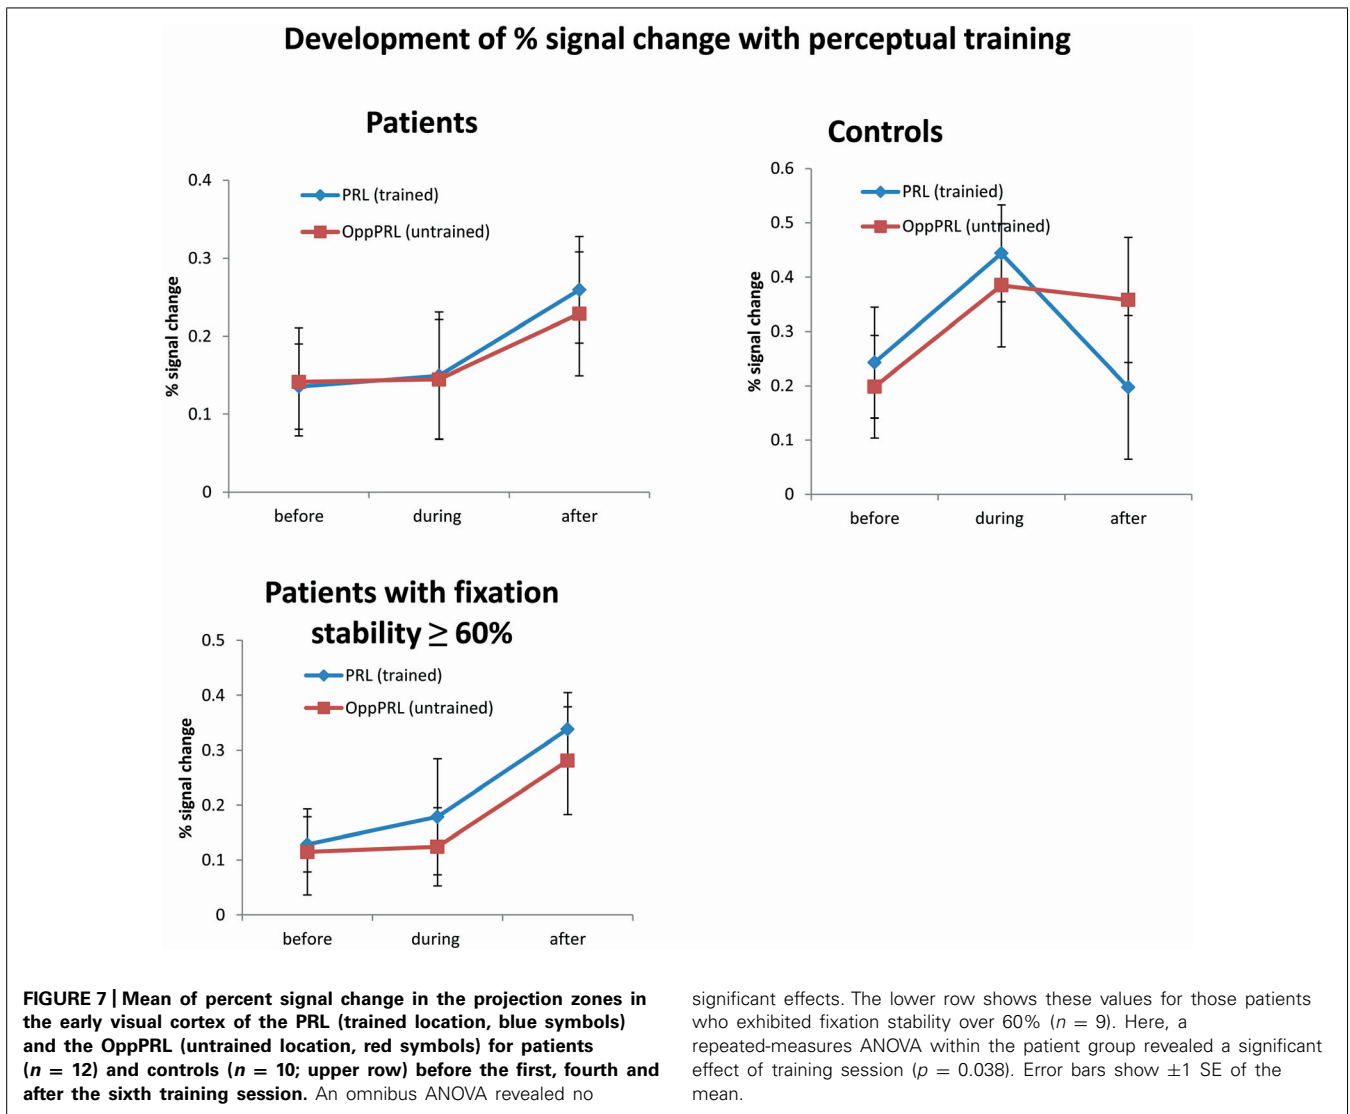 Development of % signal change with perceptual training
Patients
0.4
0.3
0.2
0.1
0
% signal change
PRL (trained)
OppPRL (untrained)
before
during
after
Controls
0.6
0.5
0.4
0.3
0.2
0.1
0
% signal change
PRL (trainied)
OppPRL (untrained)
before
during
after
Patients with fixation
stability ≥ 60%
0.5
0.4
0.3
0.2
0.1
0
% signal change
PRL (trained)
OppPRL (untrained)
before
during
after
FIGURE 7 | Mean of percent signal change in the projection zones in
the early visual cortex of the PRL (trained location, blue symbols)
and the OppPRL (untrained location, red symbols) for patients
(n = 12) and controls (n = 10; upper row) before the first, fourth and
after the sixth training session. An omnibus ANOVA revealed no
significant effects. The lower row shows these values for those patients
who exhibited fixation stability over 60% (n = 9). Here, a
repeated-measures ANOVA within the patient group revealed a significant
effect of training session (p = 0.038). Error bars show ±1 SE of the
mean.